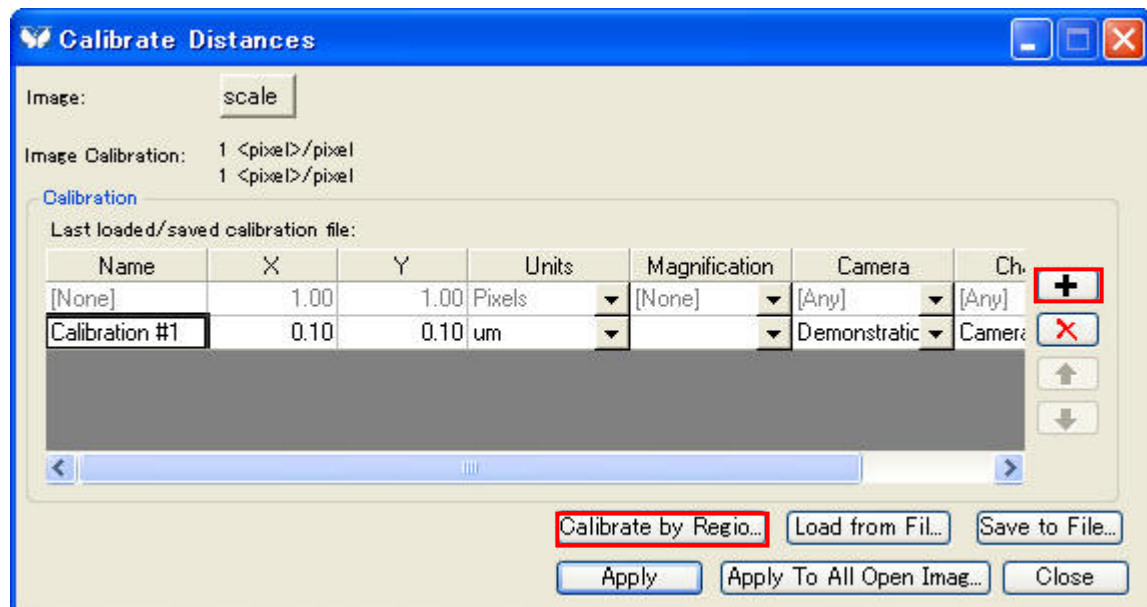 Calibrate Distances
Image: scale
Image Calibration: 1 <pixel>/pixel
1 <pixel>/pixel
Calibration
Last loaded/saved calibration file:
Name X Y Units Magnification Camera Ch
[None] 1.00 1.00 Pixels [None] [Any] [Any]
Calibration #1 0.10 0.10 um Demonstratic Camera
Calibrate by Regio... Load from Fil... Save to File...
Apply Apply To All Open Imag... Close